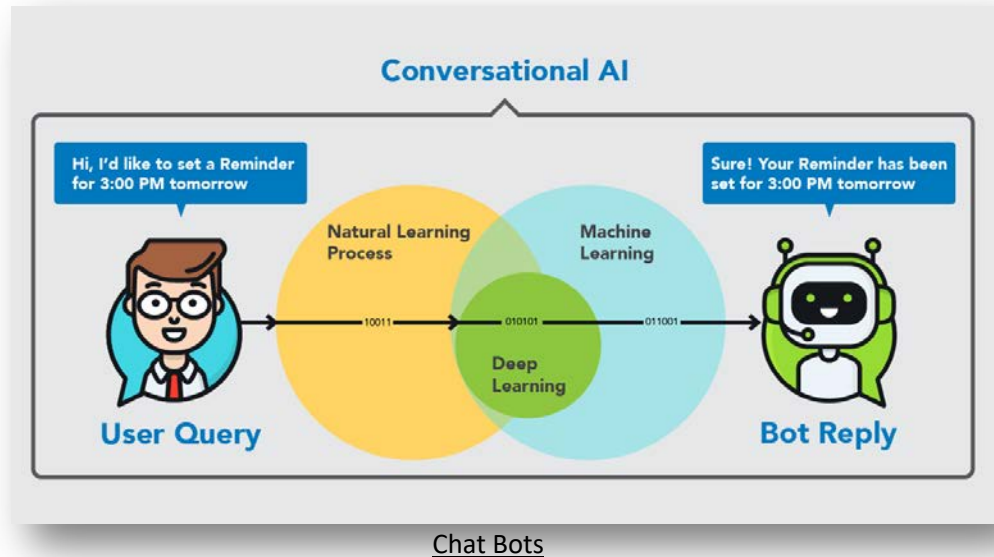 Conversational AI
Hi, I'd like to set a Reminder
for 3:00 PM tomorrow
Sure! Your Reminder has been
set for 3:00 PM tomorrow
Natural Learning
Process
Machine
Learning
10011
010101
011001
Deep
Learning
User Query
Bot Reply
Chat Bots